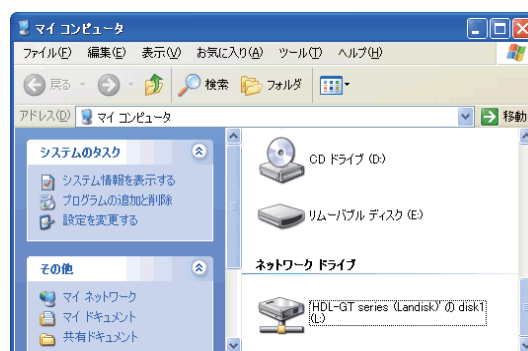 マイ コンピュータ
ファイル(F) 編集(E) 表示(V) お気に入り(A) ツール(T) ヘルプ(H)
戻る 検索 フォルダ
アドレス(D) マイ コンピュータ 移動
システムのタスク
システム情報を表示する
プログラムの追加と削除
設定を変更する
その他
マイ ネットワーク
マイ ドキュメント
共有ドキュメント
CD ドライブ (D:)
リムーバブル ディスク (E:)
ネットワーク ドライブ
'HDL-GT series (Landisk)' の disk1
(L:)